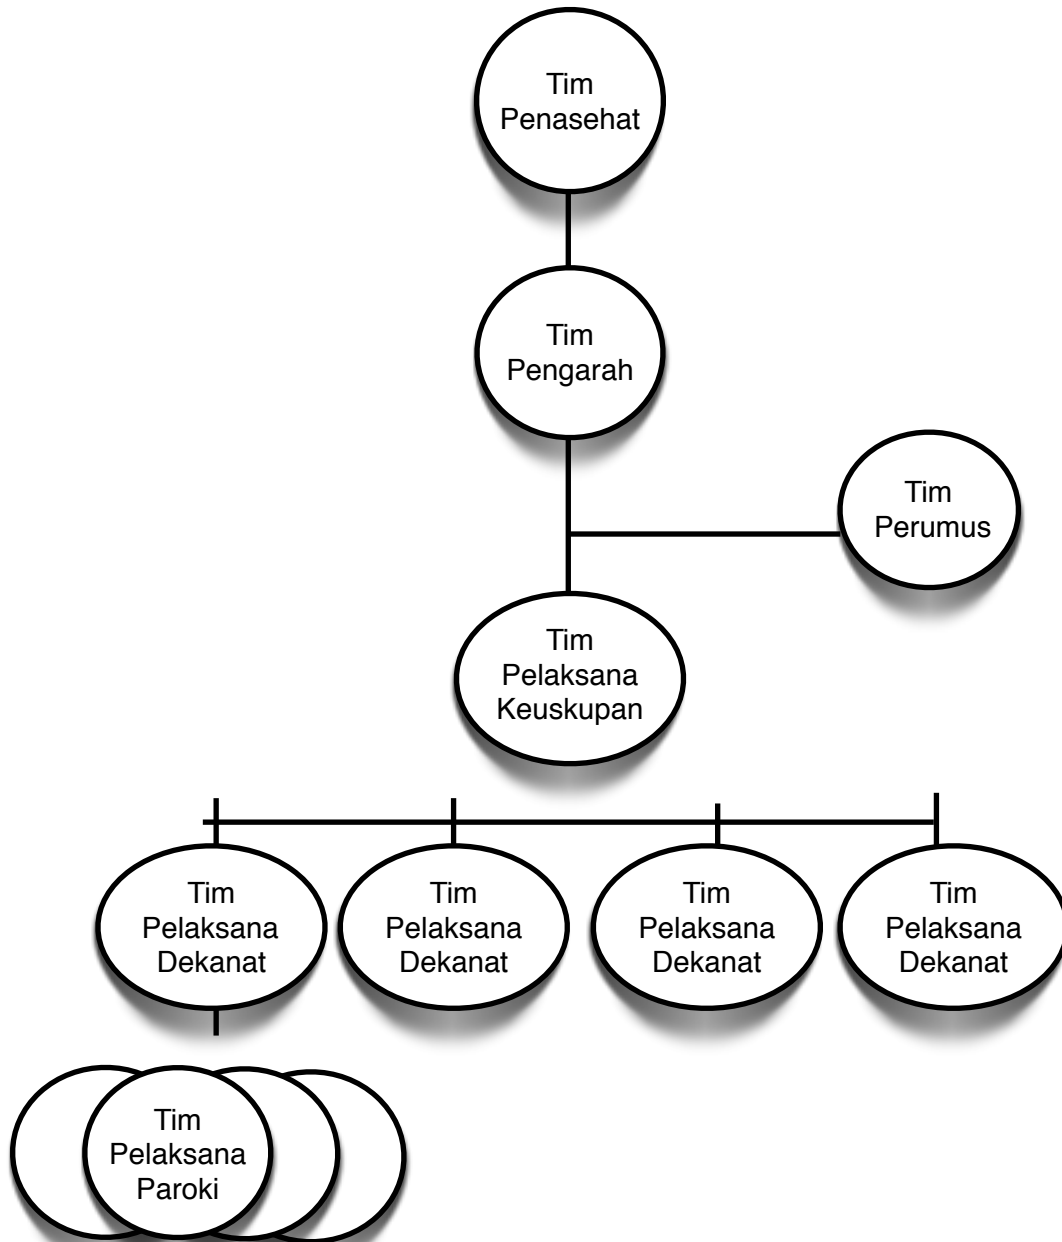 Tim
Penasehat
Tim
Pengarah
Tim
Perumus
Tim
Pelaksana
Keuskupan
Tim
Pelaksana
Dekanat
Tim
Pelaksana
Dekanat
Tim
Pelaksana
Dekanat
Tim
Pelaksana
Dekanat
Tim
Pelaksana
Paroki